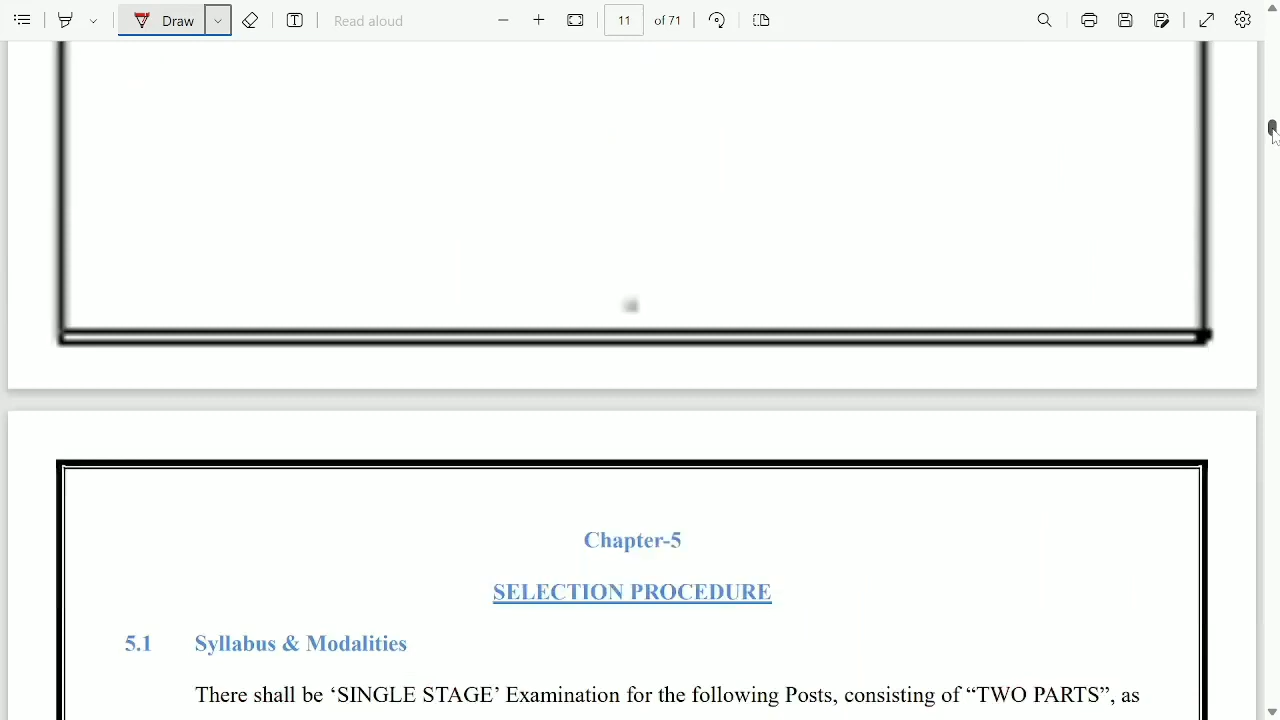 Draw
Read aloud
11 of 71
Chapter-5
SELECTION PROCEDURE
5.1 Syllabus & Modalities
There shall be ‘SINGLE STAGE’ Examination for the following Posts, consisting of “TWO PARTS”, as